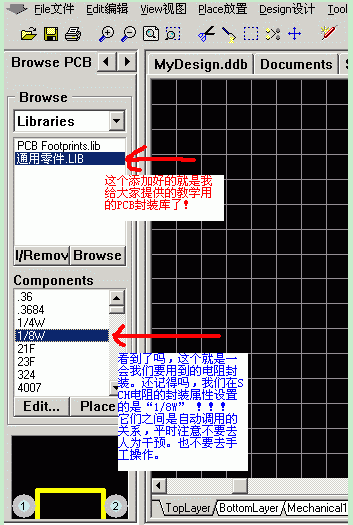 File文件 Edit编辑 View视图 Place放置 Design设计 Tool
Browse PCB
MyDesign.ddb Documents S
Browse
Libraries
PCB Footprints.lib
通用零件.LIB
这个添加好的就是我
给大家提供的教学用
的PCB封装库了!
l/Remov Browse
Components
.36
.3684
1/4W
1/8W
21F
23F
324
4007
看到了吗,这个就是一
会我们要用到的电阻封
装。还记得吗,我们在S
CH电阻的封装属性设置
的是“1/8W” !!!
它们之间是自动调用的
关系,平时注意不要去
人为干预。也不要去手
工操作。
Edit... Place
1 2
TopLayer BottomLayer Mechanical1